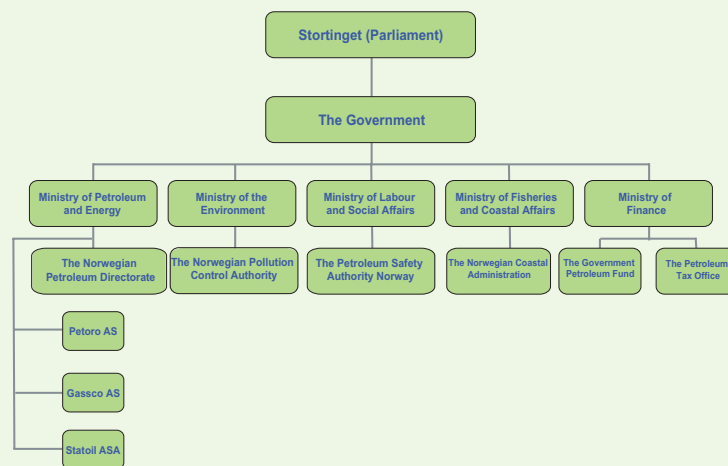 Stortinget (Parliament)
The Government
Ministry of Petroleum
and Energy
Ministry of the
Environment
Ministry of Labour
and Social Affairs
Ministry of Fisheries
and Coastal Affairs
Ministry of
Finance
The Norwegian
Petroleum Directorate
The Norwegian Pollution
Control Authority
The Petroleum Safety
Authority Norway
The Norwegian Coastal
Administration
The Government
Petroleum Fund
The Petroleum
Tax Office
Petoro AS
Gassco AS
Statoil ASA